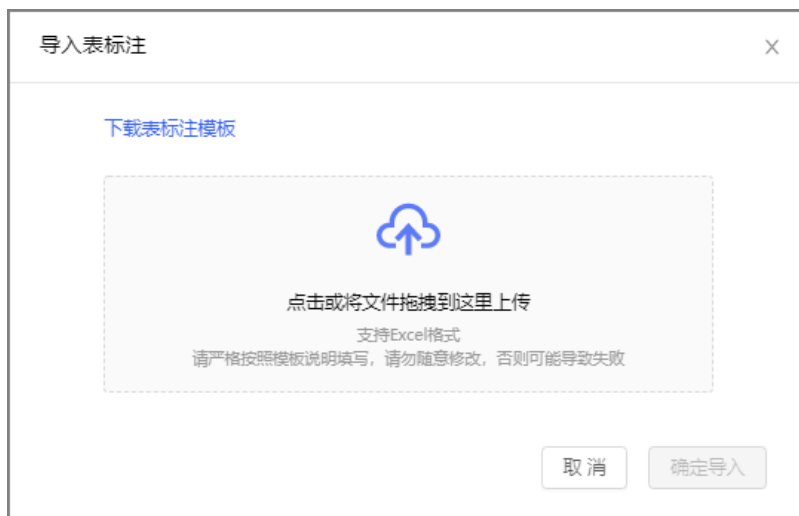 导入表标注
下载表标注模板
点击或将文件拖拽到这里上传
支持Excel格式
请严格按照模板说明填写，请勿随意修改，否则可能导致失败
取 消
确定导入